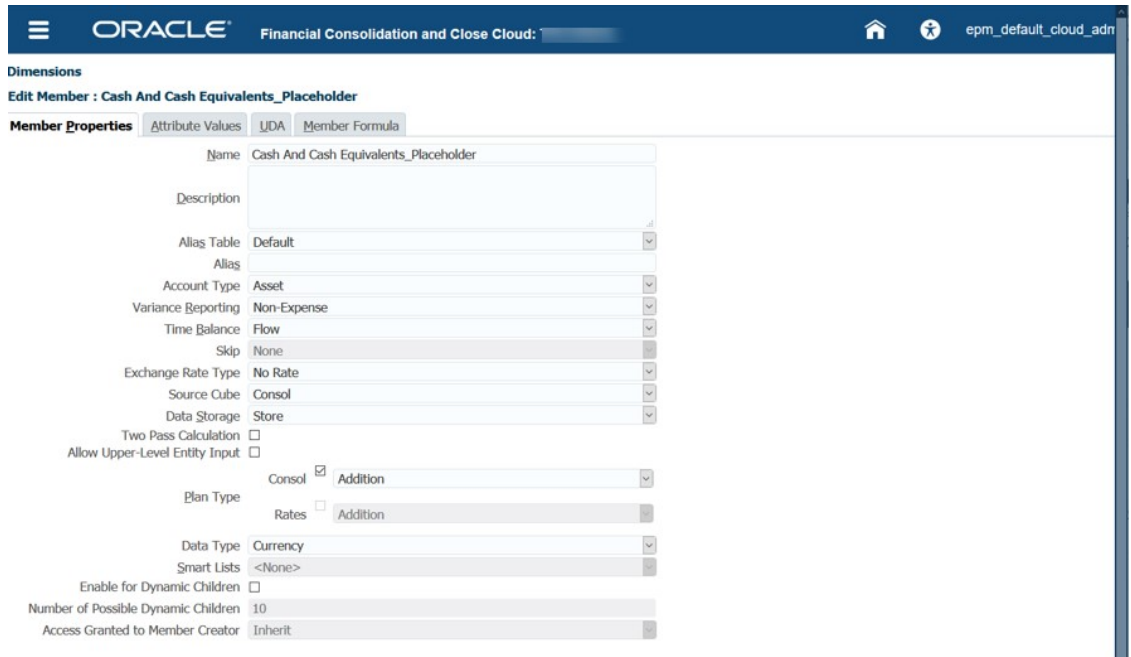 ORACLE® Financial Consolidation and Close Cloud: epm_default_cloud_adm
Dimensions
Edit Member : Cash And Cash Equivalents_Placeholder
Member Properties Attribute Values UDA Member Formula
Name Cash And Cash Equivalents_Placeholder
Description
Alias Table Default
Alias
Account Type Asset
Variance Reporting Non-Expense
Time Balance Flow
Skip None
Exchange Rate Type No Rate
Source Cube Consol
Data Storage Store
Two Pass Calculation
Allow Upper-Level Entity Input
Consol Addition
Plan Type
Rates Addition
Data Type Currency
Smart Lists <None>
Enable for Dynamic Children
Number of Possible Dynamic Children 10
Access Granted to Member Creator Inherit